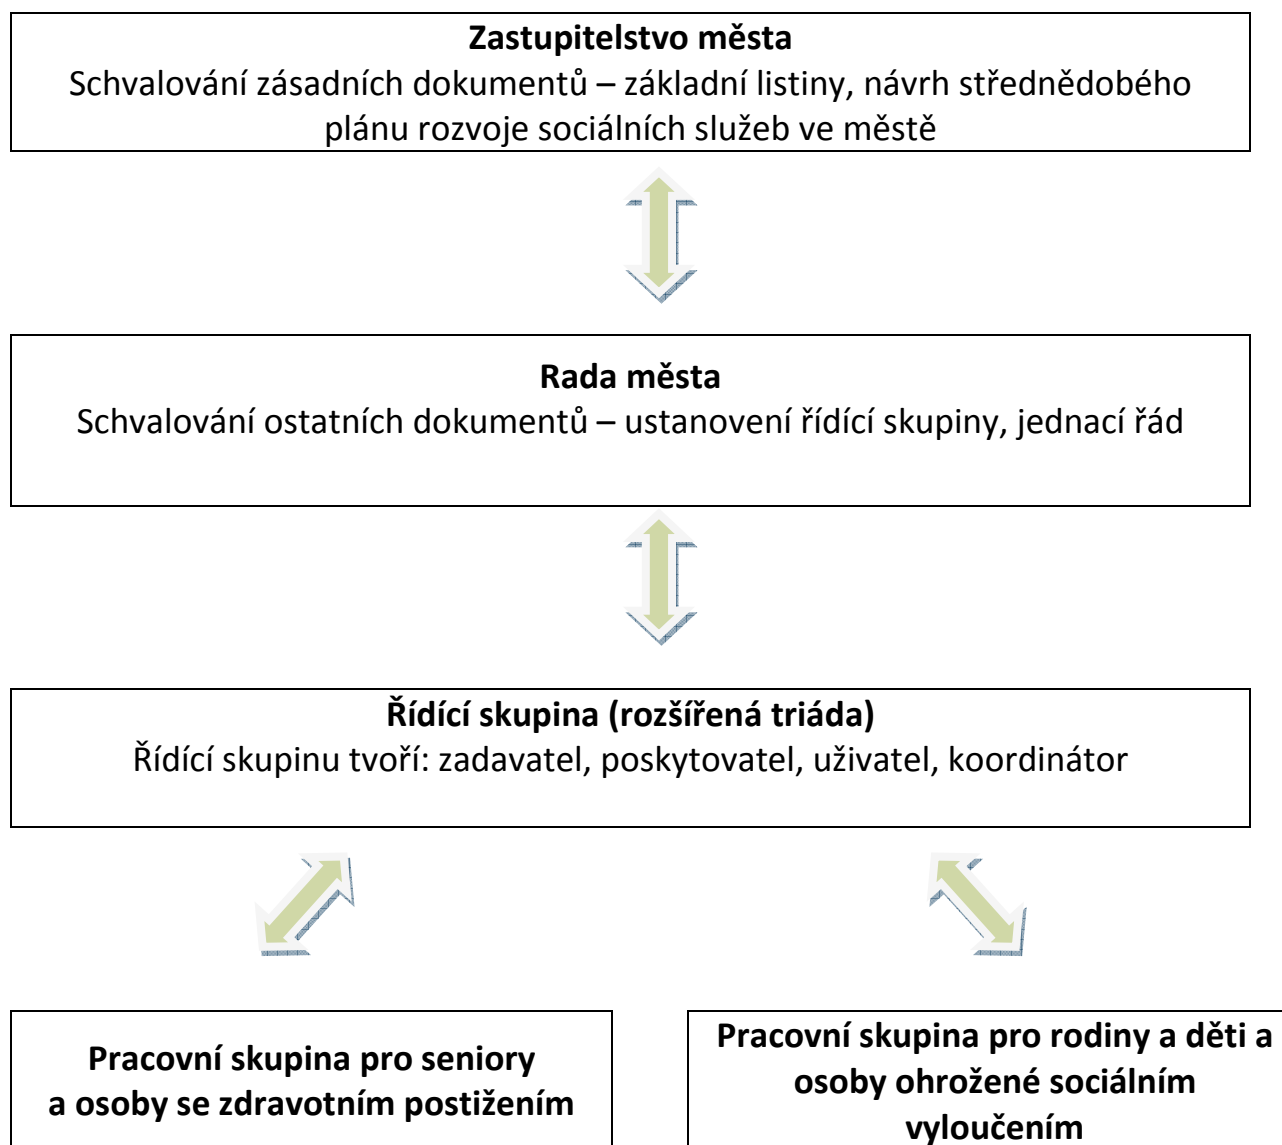 Zastupitelstvo města
Schvalování zásadních dokumentů – základní listiny, návrh střednědobého
plánu rozvoje sociálních služeb ve městě
Rada města
Schvalování ostatních dokumentů – ustanovení řídící skupiny, jednací řád
Řídící skupina (rozšířená triáda)
Řídící skupinu tvoří: zadavatel, poskytovatel, uživatel, koordinátor
Pracovní skupina pro seniory
a osoby se zdravotním postižením
Pracovní skupina pro rodiny a děti a
osoby ohrožené sociálním
vyloučením